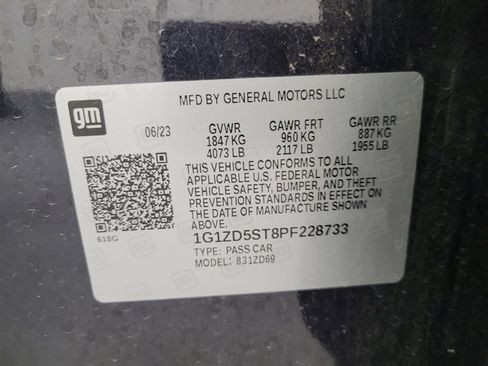 MFD BY GENERAL MOTORS LLC
gm
06/23 GVWR GAWR FRT GAWR RR
1847 KG 960 KG 887 KG
4073 LB 2117 LB 1955 LB
THIS VEHICLE CONFORMS TO ALL
APPLICABLE U.S. FEDERAL MOTOR
VEHICLE SAFETY, BUMPER, AND THEFT
PREVENTION STANDARDS IN EFFECT ON
THE DATE OF MANUFACTURE SHOWN
ABOVE.
618G
1G1ZD5ST8PF228733
TYPE: PASS CAR
MODEL: 831ZD69